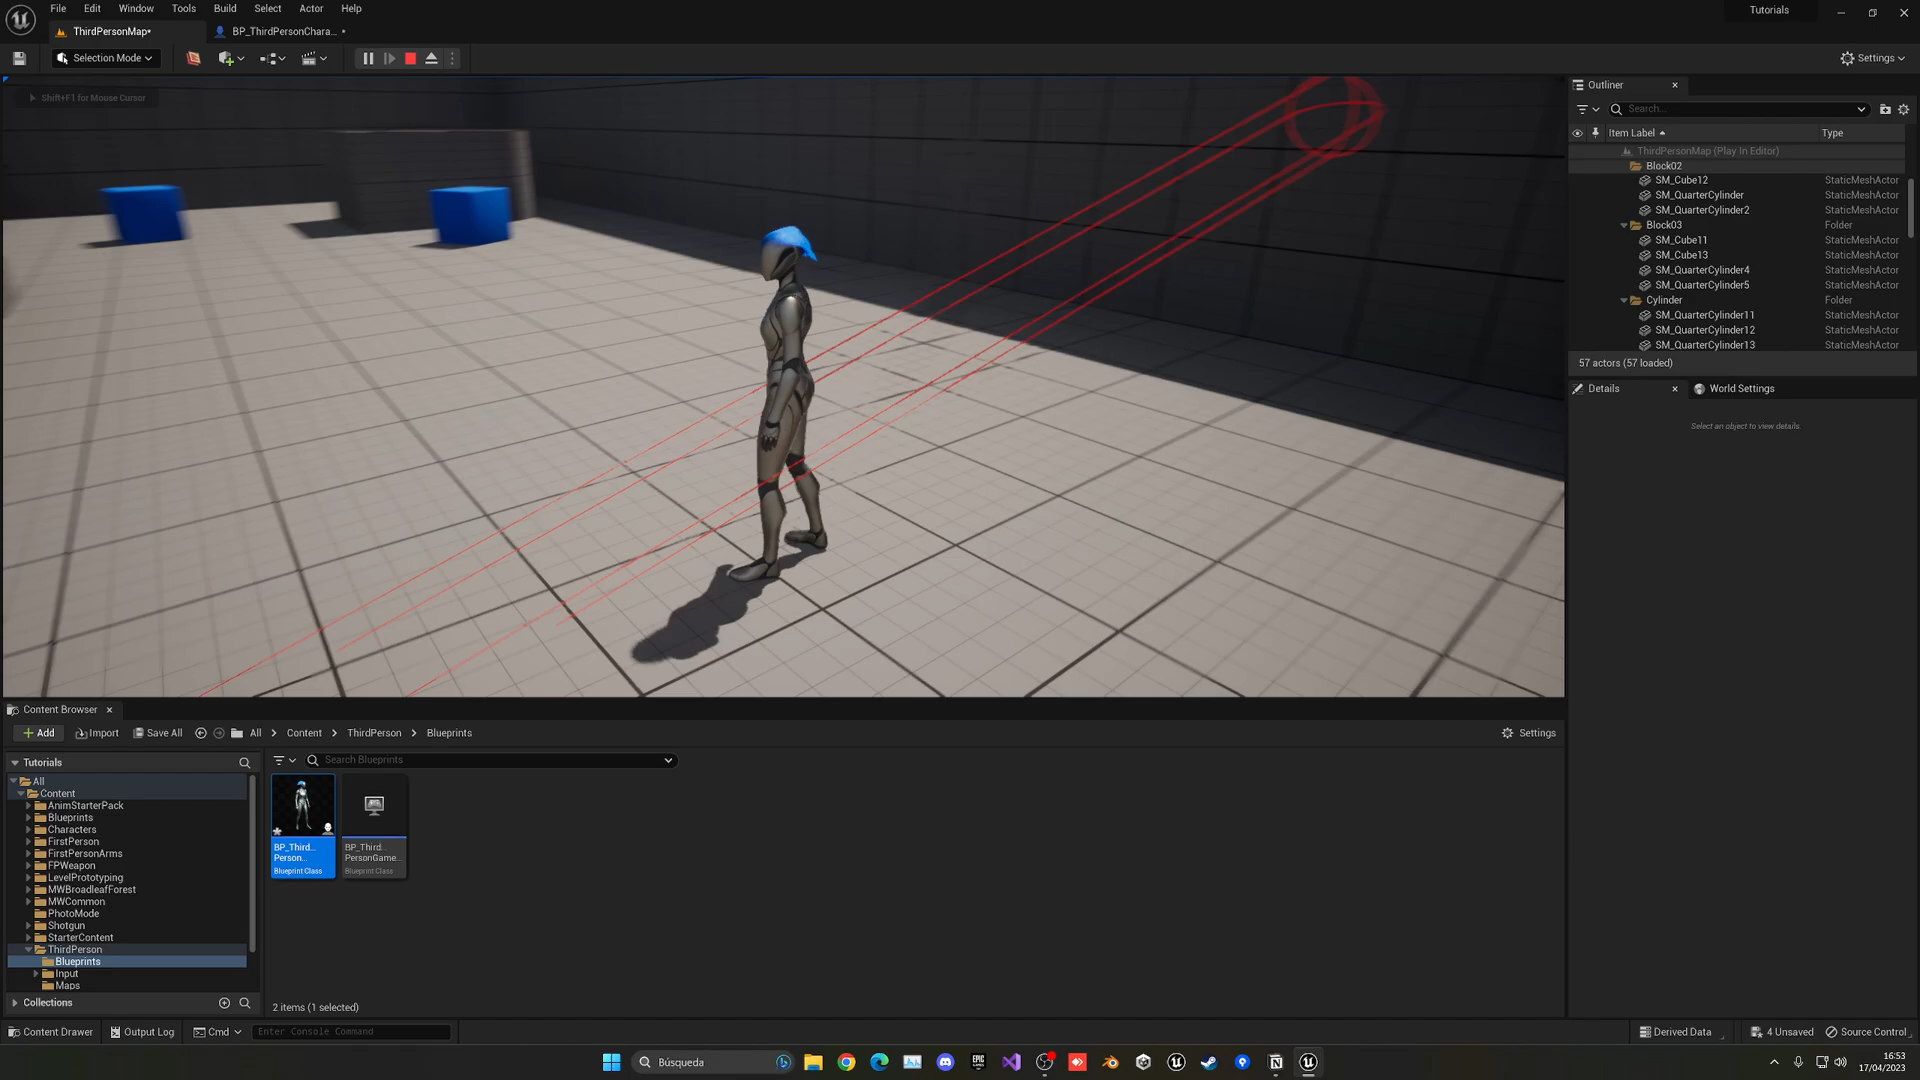 File Edit Window Tools Build Select Actor Help
Tutorials
ThirdPersonMap*
BP_ThirdPersonChara... *
Selection Mode
Settings
Shift+F1 for Mouse Cursor
Outliner
Search...
Item Label Type
ThirdPersonMap (Play In Editor)
Block02
SM_Cube12 StaticMeshActor
SM_QuarterCylinder StaticMeshActor
SM_QuarterCylinder2 StaticMeshActor
Block03 Folder
SM_Cube11 StaticMeshActor
SM_Cube13 StaticMeshActor
SM_QuarterCylinder4 StaticMeshActor
SM_QuarterCylinder5 StaticMeshActor
Cylinder Folder
SM_QuarterCylinder11 StaticMeshActor
SM_QuarterCylinder12 StaticMeshActor
SM_QuarterCylinder13 StaticMeshActor
57 actors (57 loaded)
Details
World Settings
Select an object to view details
Content Browser
Add Import Save All All Content ThirdPerson Blueprints
Settings
Tutorials
Search Blueprints
All
Content
AnimStarterPack
Blueprints
Characters
FirstPerson
FirstPersonArms
FPWeapon
LevelPrototyping
MWBroadleafForest
MWCommon
PhotoMode
Shotgun
StarterContent
ThirdPerson
Blueprints
Input
Maps
Collections
BP_Third...
Person...
Blueprint Class
BP_Third...
PersonGame...
Blueprint Class
2 items (1 selected)
Content Drawer
Output Log
Cmd
Enter Console Command
Derived Data
4 Unsaved
Source Control
Búsqueda
EPIC
GAMES
16:53
17/04/2023